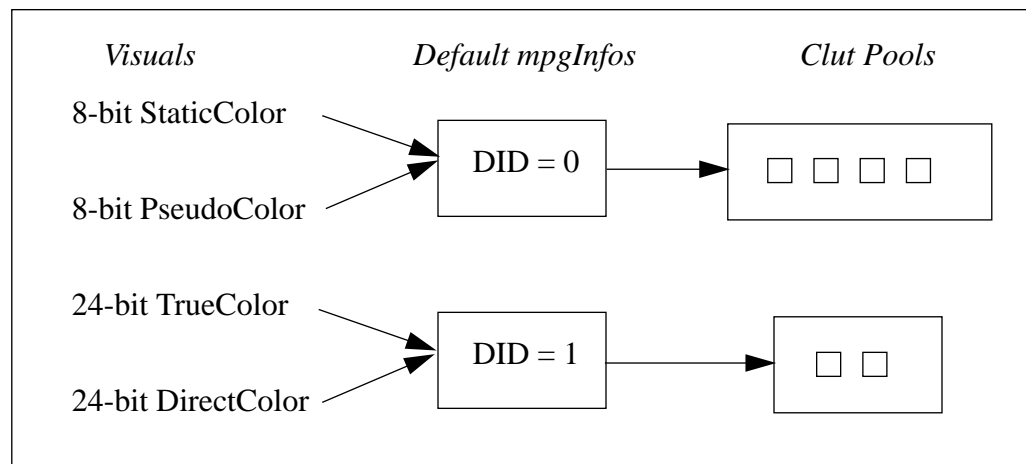 Visuals
Default mpgInfos
Clut Pools
8-bit StaticColor
DID = 0
8-bit PseudoColor
24-bit TrueColor
DID = 1
24-bit DirectColor